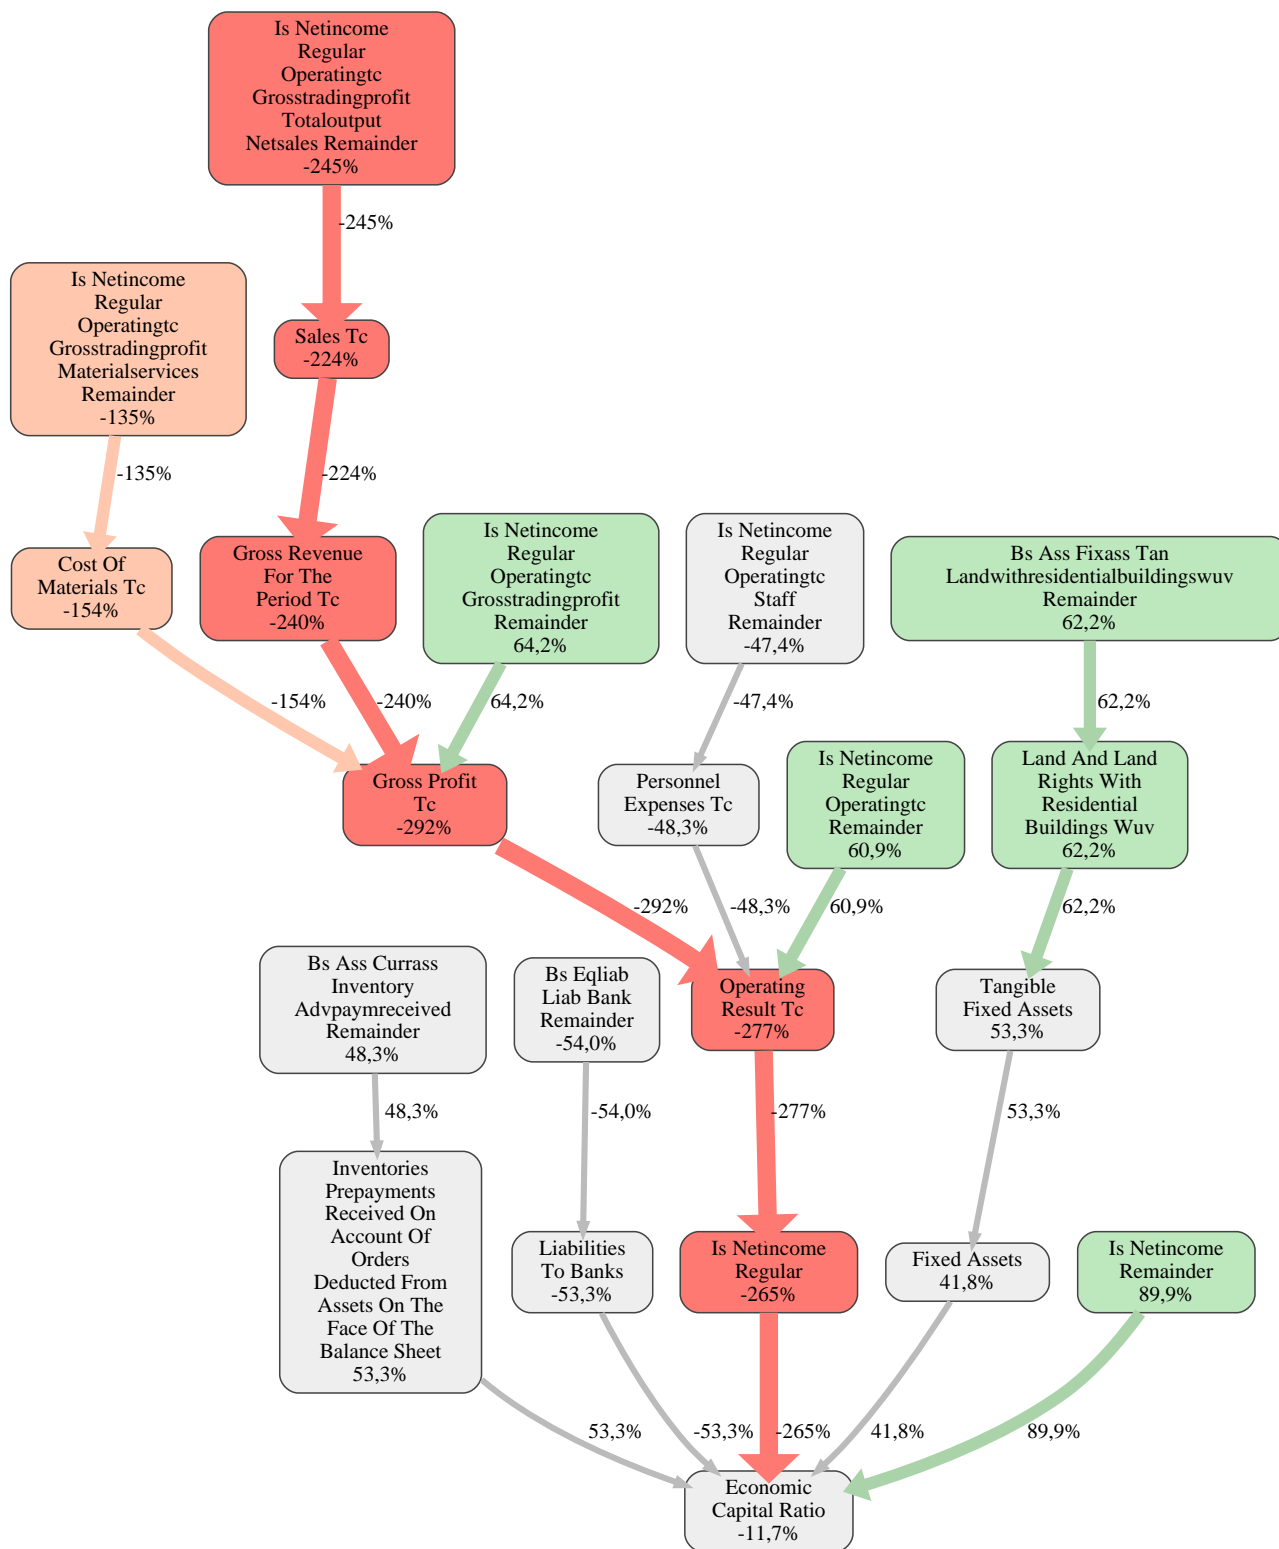 Is Netincome
Regular
Operatingtc
Grosstradingprofit
Totaloutput
Netsales Remainder
-245%
-245%
Is Netincome
Regular
Operatingtc
Grosstradingprofit
Materialservices
Remainder
-135%
Sales Tc
-224%
-135%
-224%
Cost Of
Materials Tc
-154%
Gross Revenue
For The
Period Tc
-240%
Is Netincome
Regular
Operatingtc
Grosstradingprofit
Remainder
64,2%
Is Netincome
Regular
Operatingtc
Staff
Remainder
-47,4%
Bs Ass Fixass Tan
Landwithresidentialbuildingswuv
Remainder
62,2%
-154%
-240%
64,2%
-47,4%
62,2%
Gross Profit
Tc
-292%
Personnel
Expenses Tc
-48,3%
Is Netincome
Regular
Operatingtc
Remainder
60,9%
Land And Land
Rights With
Residential
Buildings Wuv
62,2%
-292%
-48,3%
60,9%
62,2%
Bs Ass Currass
Inventory
Advpaymreceived
Remainder
48,3%
Bs Eqliab
Liab Bank
Remainder
-54,0%
Operating
Result Tc
-277%
Tangible
Fixed Assets
53,3%
48,3%
-54,0%
-277%
53,3%
Inventories
Prepayments
Received On
Account Of
Orders
Deducted From
Assets On The
Face Of The
Balance Sheet
53,3%
Liabilities
To Banks
-53,3%
Is Netincome
Regular
-265%
Fixed Assets
41,8%
Is Netincome
Remainder
89,9%
53,3%
-53,3%
-265%
41,8%
89,9%
Economic
Capital Ratio
-11,7%